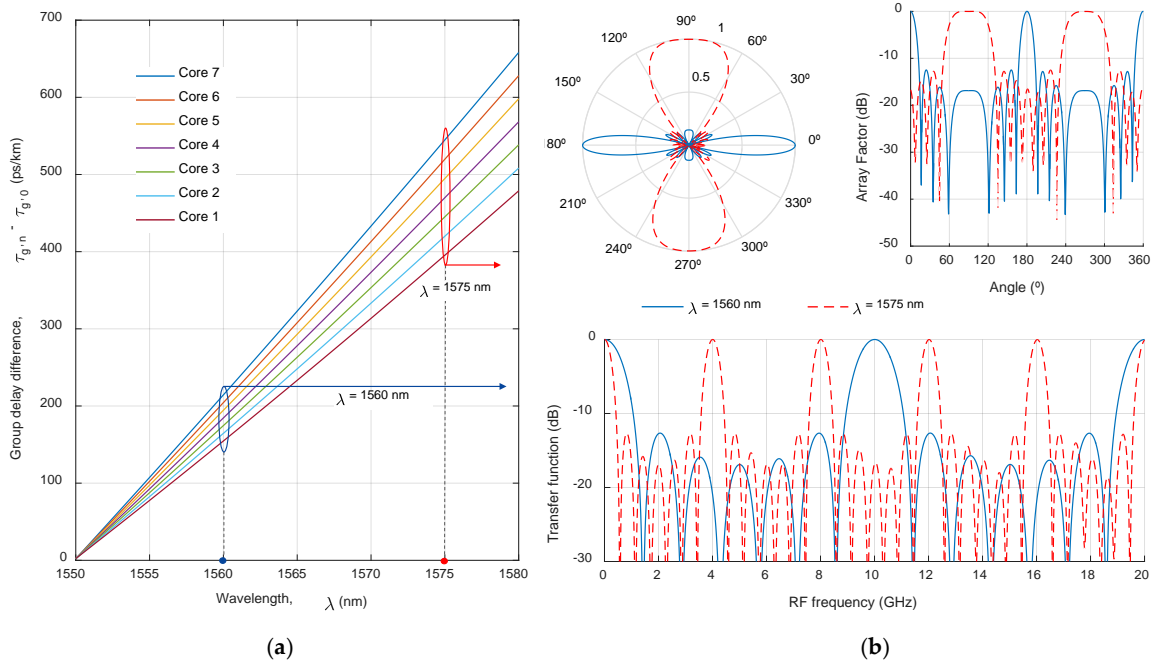 700
600
500
400
300
200
100
0
Group delay difference, τg,n - τg,0 (ps/km)
Core 7
Core 6
Core 5
Core 4
Core 3
Core 2
Core 1
λ = 1575 nm
λ = 1560 nm
1550 1555 1560 1565 1570 1575 1580
Wavelength, λ (nm)
(a)
90º 1
120º 60º
150º 0.5 30º
80º 0º
210º 330º
240º 300º
270º
0
-10
-20
-30
-40
-50
Array Factor (dB)
0 60 120 180 240 300 360
Angle (º)
λ = 1560 nm λ = 1575 nm
0
-10
-20
-30
Transfer function (dB)
0 2 4 6 8 10 12 14 16 18 20
RF frequency (GHz)
(b)